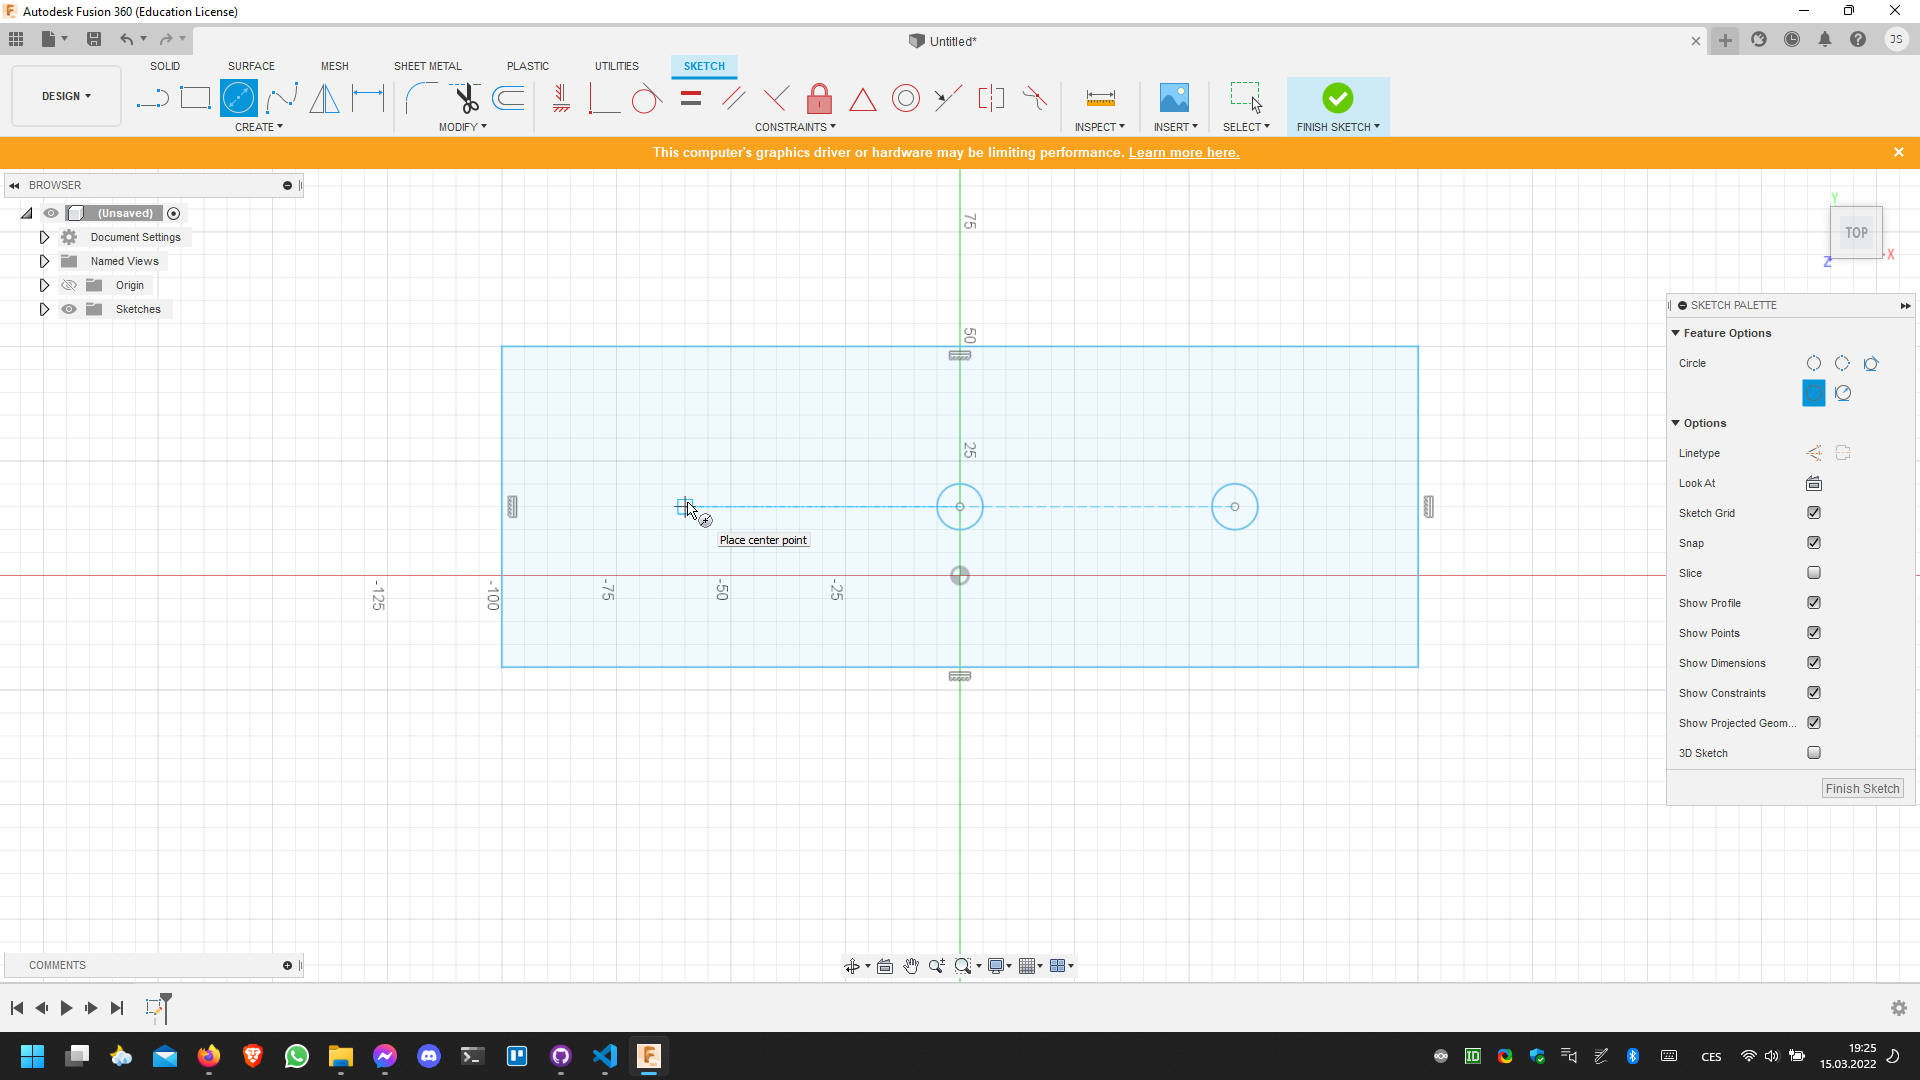 Autodesk Fusion 360 (Education License)
Untitled*
JS
DESIGN
SOLID
SURFACE
MESH
SHEET METAL
PLASTIC
UTILITIES
SKETCH
CREATE
MODIFY
CONSTRAINTS
INSPECT
INSERT
SELECT
FINISH SKETCH
This computer's graphics driver or hardware may be limiting performance. Learn more here.
BROWSER
(Unsaved)
Document Settings
Named Views
Origin
Sketches
75
50
25
-125
-100
-75
-50
-25
Place center point
Y
TOP
X
Z
SKETCH PALETTE
Feature Options
Circle
Options
Linetype
Look At
Sketch Grid
Snap
Slice
Show Profile
Show Points
Show Dimensions
Show Constraints
Show Projected Geom...
3D Sketch
Finish Sketch
COMMENTS
ID
CES
19:25
15.03.2022